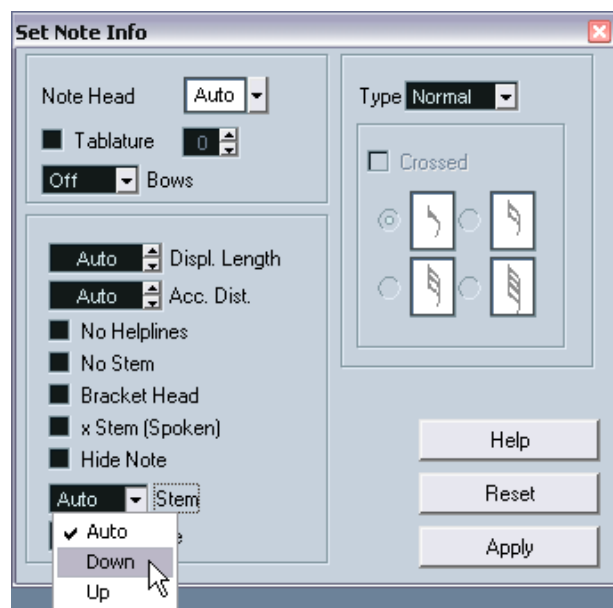 Set Note Info
Note Head Auto
Tablature 0
Off Bows
Auto Displ. Length
Auto Acc. Dist.
No Helplines
No Stem
Bracket Head
x Stem (Spoken)
Hide Note
Auto Stem
Auto
Down
Up
Type Normal
Crossed
Help
Reset
Apply